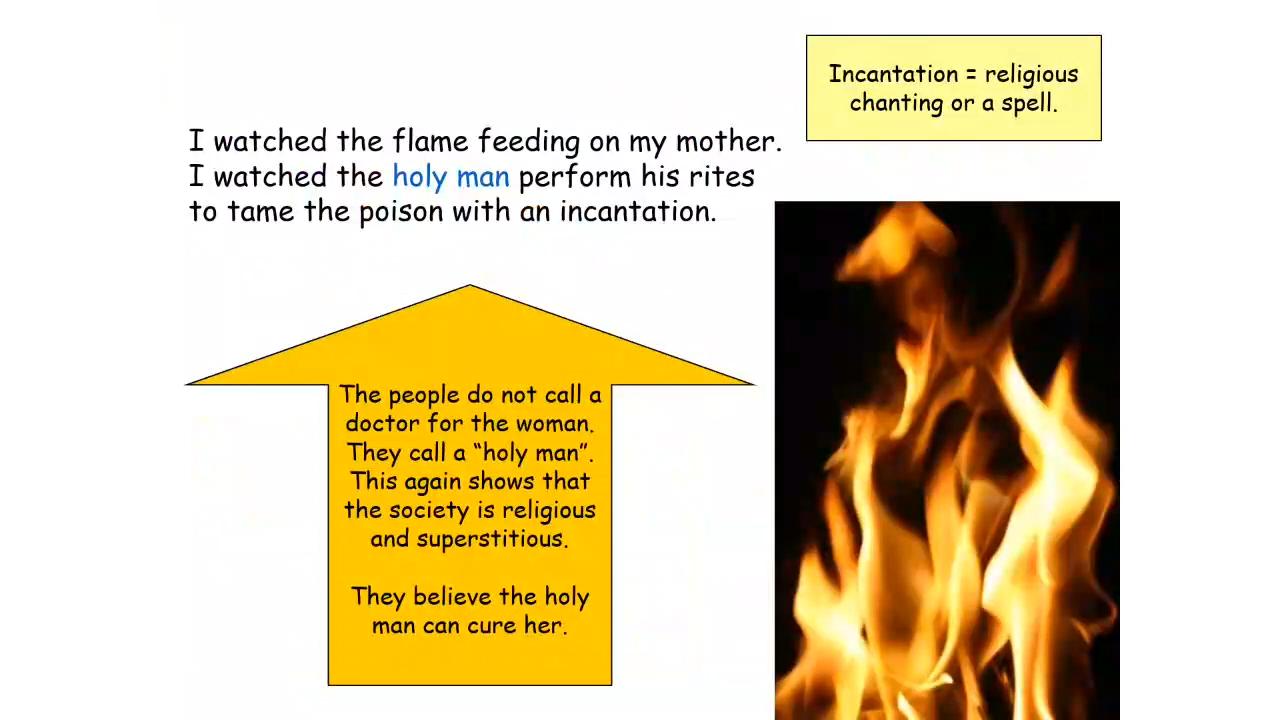 Incantation = religious
chanting or a spell.
I watched the flame feeding on my mother.
I watched the holy man perform his rites
to tame the poison with an incantation.
The people do not call a
doctor for the woman.
They call a “holy man”.
This again shows that
the society is religious
and superstitious.
They believe the holy
man can cure her.